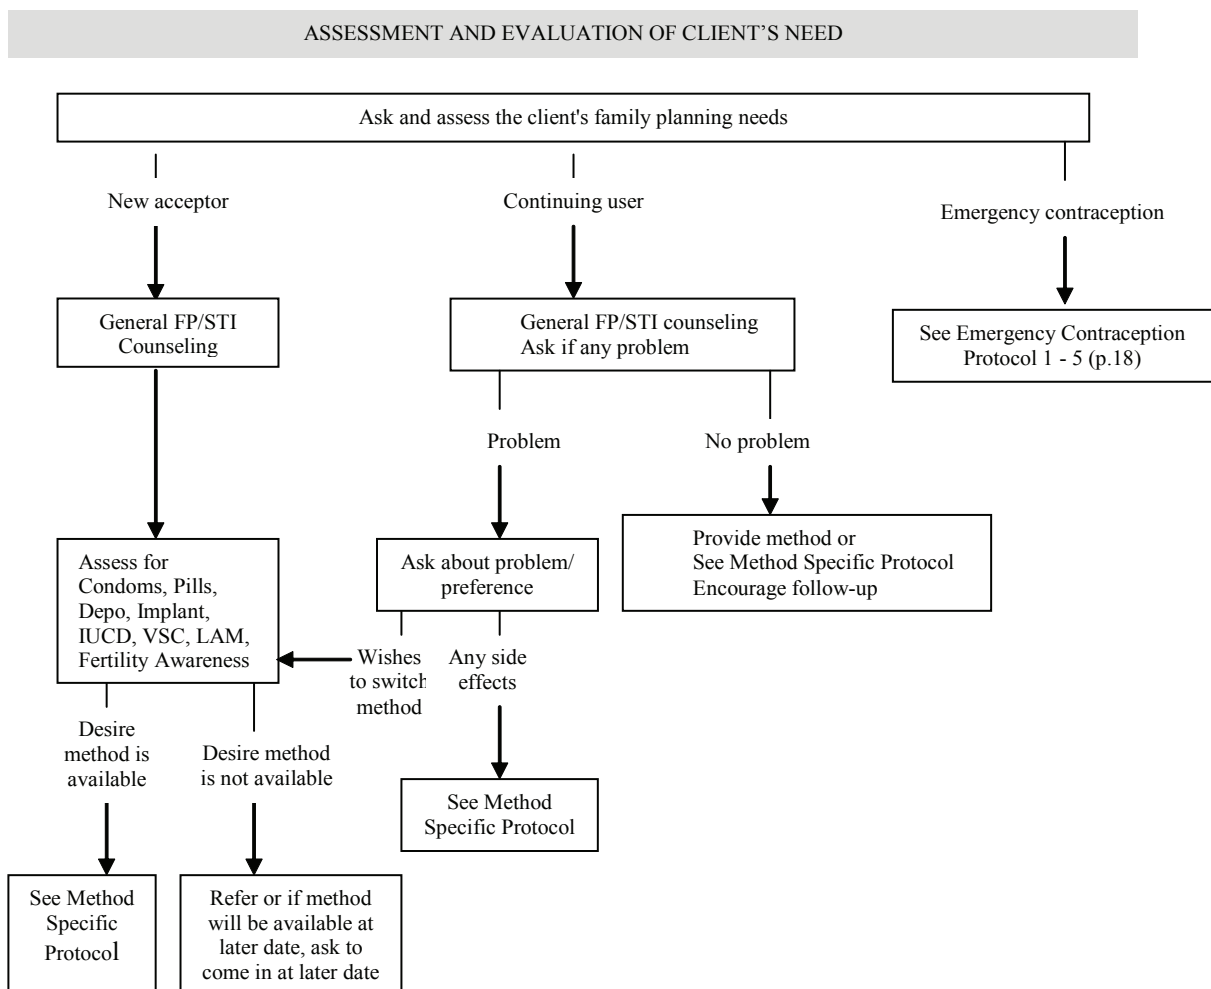 ASSESSMENT AND EVALUATION OF CLIENT'S NEED
Ask and assess the client's family planning needs
New acceptor
Continuing user
Emergency contraception
General FP/STI
Counseling
General FP/STI counseling
Ask if any problem
See Emergency Contraception
Protocol 1 - 5 (p.18)
Problem
No problem
Assess for
Condoms, Pills,
Depo, Implant,
IUCD, VSC, LAM,
Fertility Awareness
Ask about problem/
preference
Provide method or
See Method Specific Protocol
Encourage follow-up
Wishes
to switch
method
Any side
effects
Desire
method is
available
Desire method
is not available
See Method
Specific Protocol
See Method
Specific
Protocol
Refer or if method
will be available at
later date, ask to
come in at later date